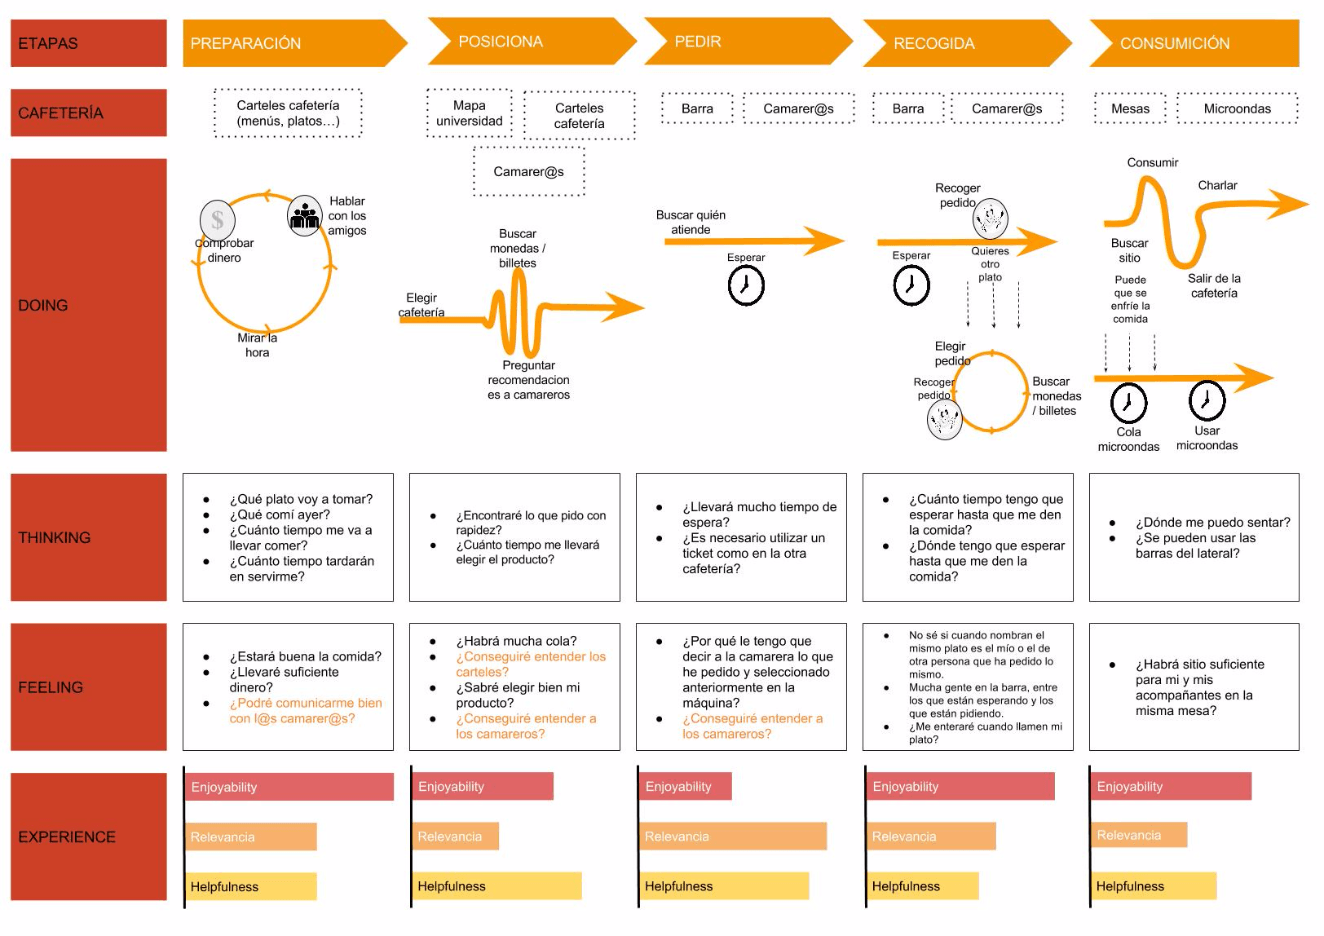 ETAPAS
PREPARACIÓN
POSICIONA
PEDIR
RECOGIDA
CONSUMICIÓN
CAFETERÍA
Carteles cafetería
(menús, platos…)
Mapa
universidad
Carteles
cafetería
Camarer@s
Barra
Camarer@s
Barra
Camarer@s
Mesas
Microondas
DOING
Hablar
con los
amigos
Comprobar
dinero
Mirar la
hora
Elegir
cafetería
Buscar
monedas /
billetes
Preguntar
recomendacion
es a camareros
Buscar quién
atiende
Esperar
Recoger
pedido
Esperar
Quieres
otro
plato
Elegir
pedido
Recoger
pedido
Buscar
monedas
/ billetes
Consumir
Charlar
Buscar
sitio
Salir de la
cafetería
Puede
que se
enfríe la
comida
Cola
microondas
Usar
microondas
THINKING
● ¿Qué plato voy a tomar?
● ¿Qué comí ayer?
● ¿Cuánto tiempo me va a
llevar comer?
● ¿Cuánto tiempo tardarán
en servirme?
● ¿Encontraré lo que pido con
rapidez?
● ¿Cuánto tiempo me llevará
elegir el producto?
● ¿Llevará mucho tiempo de
espera?
● ¿Es necesario utilizar un
ticket como en la otra
cafetería?
● ¿Cuánto tiempo tengo que
esperar hasta que me den
la comida?
● ¿Dónde tengo que esperar
hasta que me den la
comida?
● ¿Dónde me puedo sentar?
● ¿Se pueden usar las
barras del lateral?
FEELING
● ¿Estará buena la comida?
● ¿Llevaré suficiente
dinero?
● ¿Podré comunicarme bien
con l@s camarer@s?
● ¿Habrá mucha cola?
● ¿Conseguiré entender los
carteles?
● ¿Sabré elegir bien mi
producto?
● ¿Conseguiré entender a
los camareros?
● ¿Por qué le tengo que
decir a la camarera lo que
he pedido y seleccionado
anteriormente en la
máquina?
● ¿Conseguiré entender a
los camareros?
● No sé si cuando nombran el
mismo plato es el mío o el de
otra persona que ha pedido lo
mismo.
● Mucha gente en la barra, entre
los que están esperando y los
que están pidiendo.
● ¿Me enteraré cuando llamen mi
plato?
● ¿Habrá sitio suficiente
para mi y mis
acompañantes en la
misma mesa?
EXPERIENCE
Enjoyability
Relevancia
Helpfulness
Enjoyability
Relevancia
Helpfulness
Enjoyability
Relevancia
Helpfulness
Enjoyability
Relevancia
Helpfulness
Enjoyability
Relevancia
Helpfulness